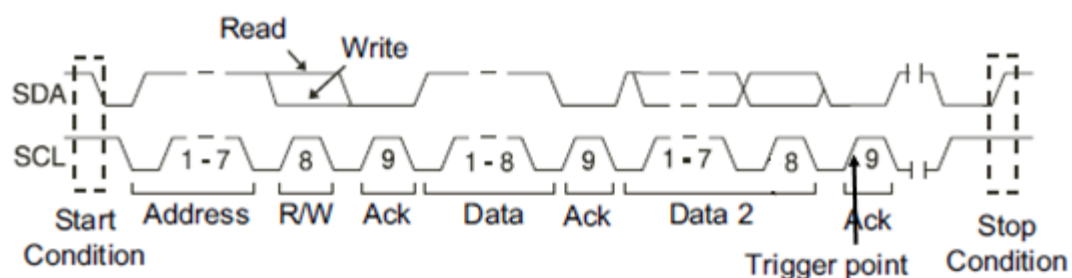 Read
Write
SDA
SCL
1 - 7
8
9
1 - 8
9
1 - 7
8
9
Start
Condition
Address
R/W
Ack
Data
Ack
Data 2
Ack
Trigger point
Stop
Condition